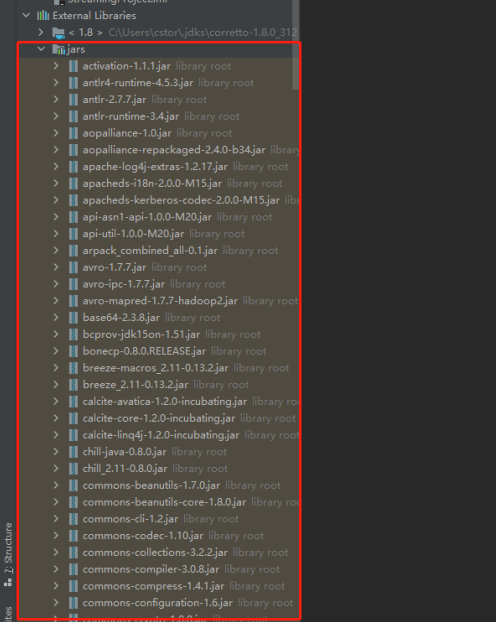 StreamingProject.iml
External Libraries
< 1.8 > C:\Users\cstor\.jdks\corretto-1.8.0_312
jars
activation-1.1.1.jar library root
antlr4-runtime-4.5.3.jar library root
antlr-2.7.7.jar library root
antlr-runtime-3.4.jar library root
aopalliance-1.0.jar library root
aopalliance-repackaged-2.4.0-b34.jar library
apache-log4j-extras-1.2.17.jar library root
apacheds-i18n-2.0.0-M15.jar library root
apacheds-kerberos-codec-2.0.0-M15.jar lib
api-asn1-api-1.0.0-M20.jar library root
api-util-1.0.0-M20.jar library root
arpack_combined_all-0.1.jar library root
avro-1.7.7.jar library root
avro-ipc-1.7.7.jar library root
avro-mapred-1.7.7-hadoop2.jar library root
base64-2.3.8.jar library root
bcprov-jdk15on-1.51.jar library root
bonecp-0.8.0.RELEASE.jar library root
breeze-macros_2.11-0.13.2.jar library root
breeze_2.11-0.13.2.jar library root
calcite-avatica-1.2.0-incubating.jar library ro
calcite-core-1.2.0-incubating.jar library root
calcite-linq4j-1.2.0-incubating.jar library root
chill-java-0.8.0.jar library root
chill_2.11-0.8.0.jar library root
commons-beanutils-1.7.0.jar library root
commons-beanutils-core-1.8.0.jar library roo
commons-cli-1.2.jar library root
commons-codec-1.10.jar library root
commons-collections-3.2.2.jar library root
commons-compiler-3.0.8.jar library root
commons-compress-1.4.1.jar library root
commons-configuration-1.6.jar library root
7: Structure